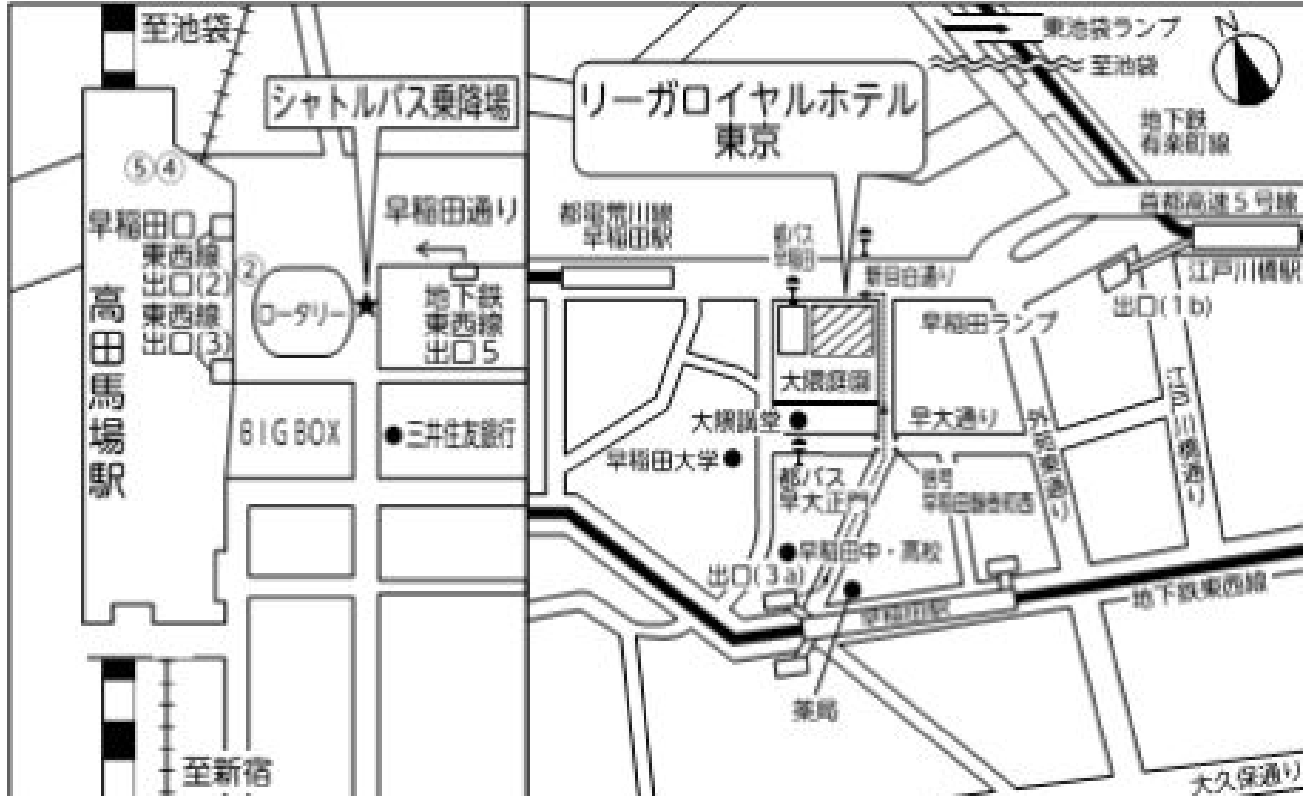 至池袋
シャトルバス乗降場
⑤④
早稲田口
東西線
出口(2)
東西線
出口(3)
②
ロータリー
高田馬場駅
早稲田通り
地下鉄
東西線
出口5
BIG BOX
三井住友銀行
至新宿
リーガロイヤルホテル
東京
N
東池袋ランプ
至池袋
地下鉄
有楽町線
首都高速5号線
都電荒川線
早稲田駅
都バス
早稲田
新目白通り
江戸川橋駅
出口(1b)
早稲田ランプ
大隈庭園
大隈講堂
早大通り
外苑東通り
江戸川橋通り
早稲田大学
都バス
早大正門
信号
早稲田中・高校
出口(3a)
早稲田駅
地下鉄東西線
薬局
大久保通り